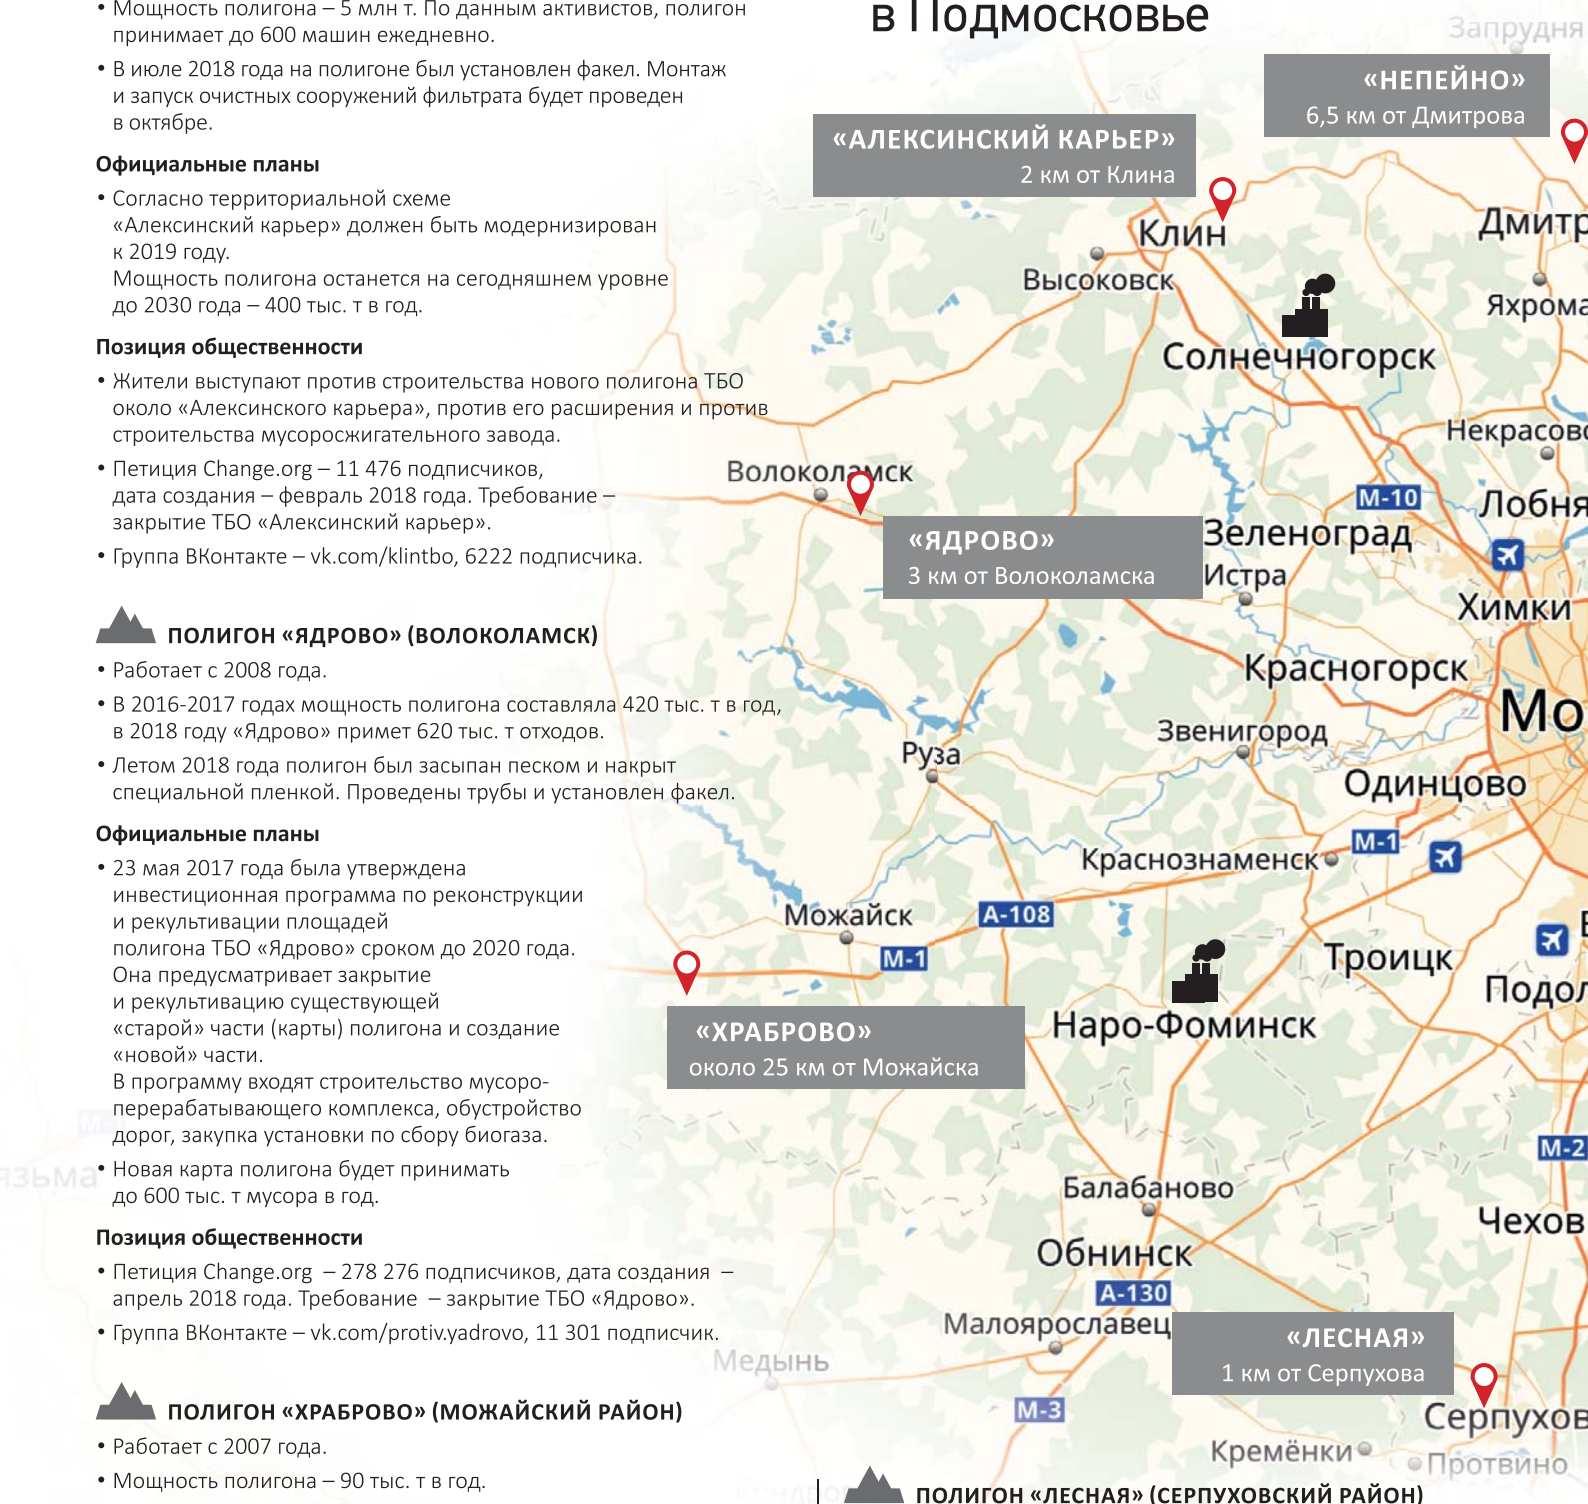 • Мощность полигона – 5 млн т. По данным активистов, полигон
принимает до 600 машин ежедневно.
• В июле 2018 года на полигоне был установлен факел. Монтаж
и запуск очистных сооружений фильтрата будет проведен
в октябре.
Официальные планы
• Согласно территориальной схеме
«Алексинский карьер» должен быть модернизирован
к 2019 году.
Мощность полигона останется на сегодняшнем уровне
до 2030 года – 400 тыс. т в год.
Позиция общественности
• Жители выступают против строительства нового полигона ТБО
около «Алексинского карьера», против его расширения и против
строительства мусоросжигательного завода.
• Петиция Change.org – 11 476 подписчиков,
дата создания – февраль 2018 года. Требование –
закрытие ТБО «Алексинский карьер».
• Группа ВКонтакте – vk.com/klintbo, 6222 подписчика.
ПОЛИГОН «ЯДРОВО» (ВОЛОКОЛАМСК)
• Работает с 2008 года.
• В 2016-2017 годах мощность полигона составляла 420 тыс. т в год,
в 2018 году «Ядрово» примет 620 тыс. т отходов.
• Летом 2018 года полигон был засыпан песком и накрыт
специальной пленкой. Проведены трубы и установлен факел.
Официальные планы
• 23 мая 2017 года была утверждена
инвестиционная программа по реконструкции
и рекультивации площадей
полигона ТБО «Ядрово» сроком до 2020 года.
Она предусматривает закрытие
и рекультивацию существующей
«старой» части (карты) полигона и создание
«новой» части.
В программу входят строительство мусоро-
перерабатывающего комплекса, обустройство
дорог, закупка установки по сбору биогаза.
• Новая карта полигона будет принимать
до 600 тыс. т мусора в год.
Позиция общественности
• Петиция Change.org – 278 276 подписчиков, дата создания –
апрель 2018 года. Требование – закрытие ТБО «Ядрово».
• Группа ВКонтакте – vk.com/protiv.yadrovo, 11 301 подписчик.
ПОЛИГОН «ХРАБРОВО» (МОЖАЙСКИЙ РАЙОН)
• Работает с 2007 года.
• Мощность полигона – 90 тыс. т в год.
в Подмосковье
Запрудня
«НЕПЕЙНО»
6,5 км от Дмитрова
«АЛЕКСИНСКИЙ КАРЬЕР»
2 км от Клина
Клин
Дмитр
Высоковск
Яхрома
Солнечногорск
Некрасовс
Волоколамск
М-10
Лобня
«ЯДРОВО»
3 км от Волоколамска
Зеленоград
Истра
Химки
Красногорск
Мо
Звенигород
Руза
Одинцово
М-1
Краснознаменск
Можайск
А-108
М-1
Троицк
Подол
«ХРАБРОВО»
около 25 км от Можайска
Наро-Фоминск
М-2
язьма
Балабаново
Чехов
Обнинск
А-130
Малоярославец
«ЛЕСНАЯ»
1 км от Серпухова
Медынь
М-3
Серпухов
Кремёнки
Протвино
ПОЛИГОН «ЛЕСНАЯ» (СЕРПУХОВСКИЙ РАЙОН)